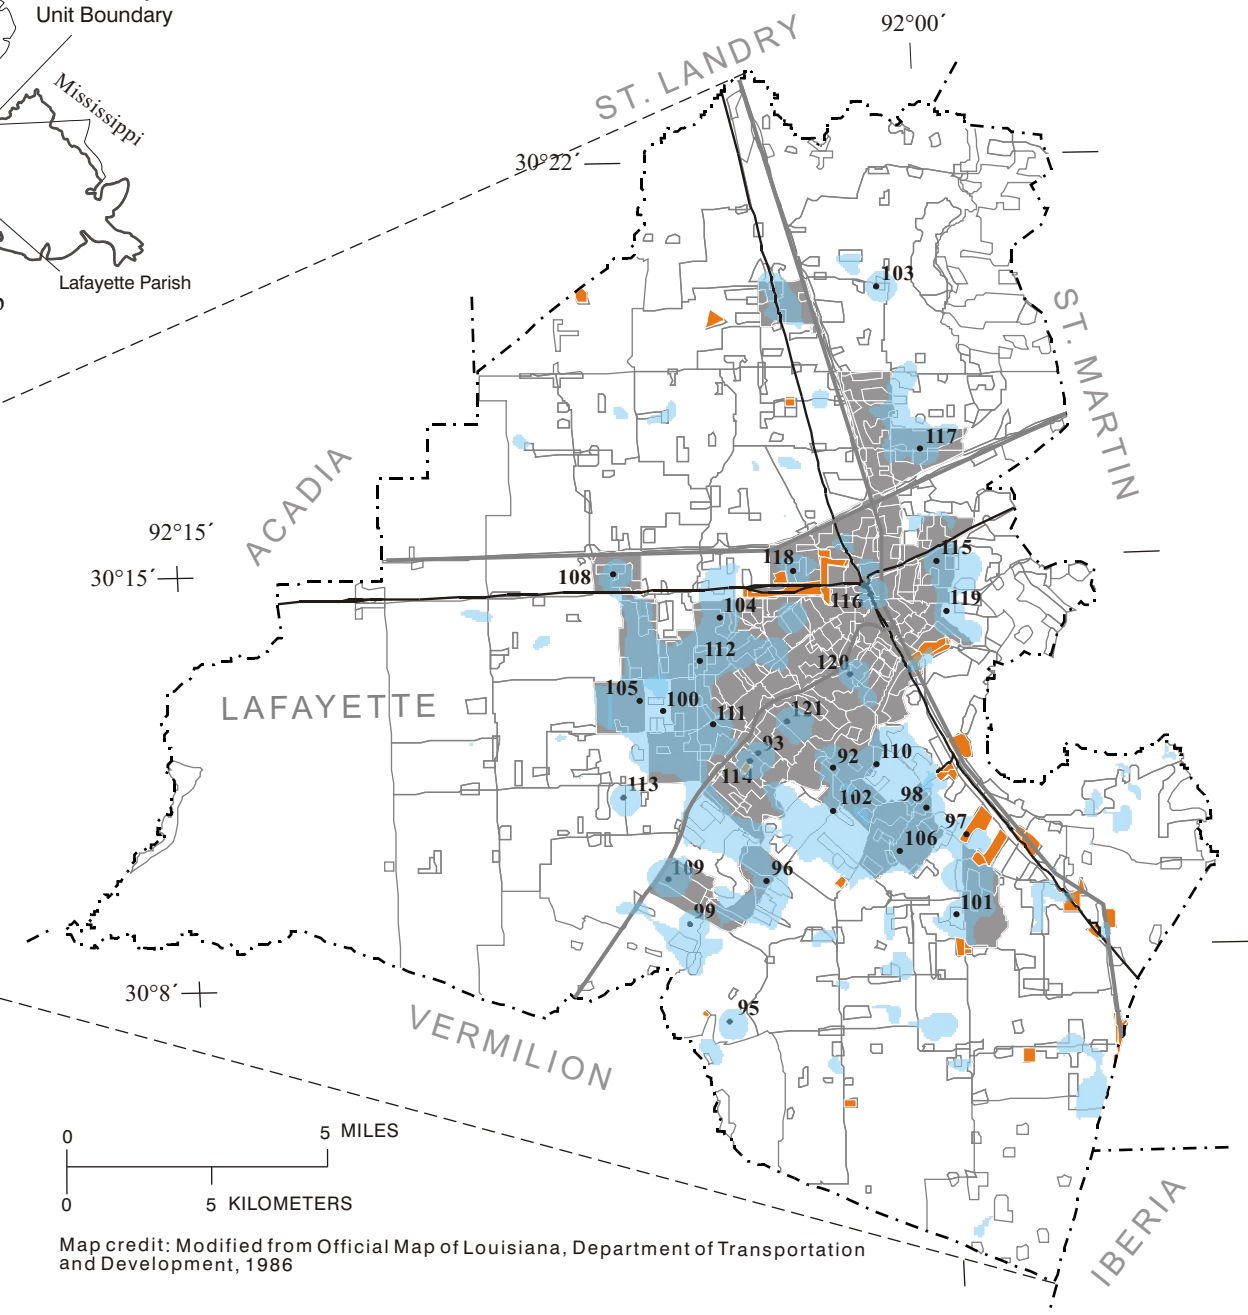 Unit Boundary
Mississippi
Lafayette Parish
92°00´
ST. LANDRY
30°22´
103
ST. MARTIN
117
ACADIA
92°15´
30°15´
108
118
115
104
116
119
112
120
LAFAYETTE
105
100
111
121
93
92
110
114
113
102
98
97
106
109
96
99
101
30°8´
95
VERMILION
0
5 MILES
0
5 KILOMETERS
IBERIA
Map credit: Modified from Official Map of Louisiana, Department of Transportation
and Development, 1986